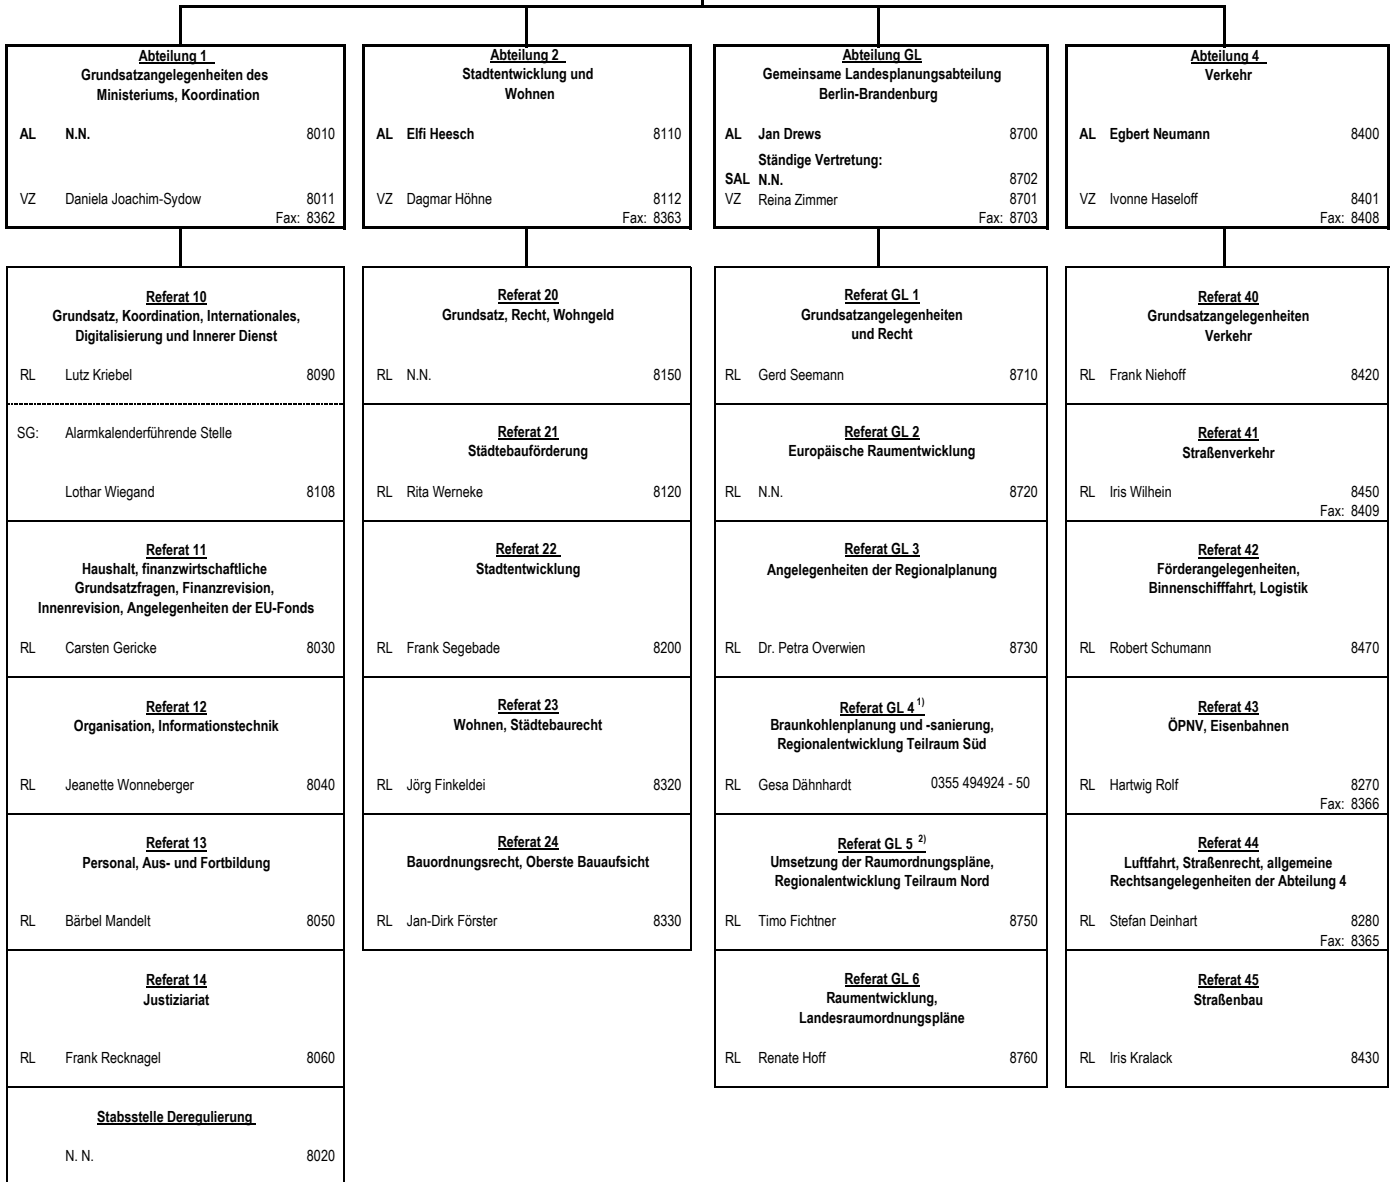 Abteilung 1
Grundsatzangelegenheiten des
Ministeriums, Koordination
AL N.N. 8010
VZ Daniela Joachim-Sydow 8011
Fax: 8362
Abteilung 2
Stadtentwicklung und
Wohnen
AL Elfi Heesch 8110
VZ Dagmar Höhne 8112
Fax: 8363
Abteilung GL
Gemeinsame Landesplanungsabteilung
Berlin-Brandenburg
AL Jan Drews 8700
Ständige Vertretung:
SAL N.N. 8702
VZ Reina Zimmer 8701
Fax: 8703
Abteilung 4
Verkehr
AL Egbert Neumann 8400
VZ Ivonne Haseloff 8401
Fax: 8408
Referat 10
Grundsatz, Koordination, Internationales,
Digitalisierung und Innerer Dienst
RL Lutz Kriebel 8090
SG: Alarmkalenderführende Stelle
Lothar Wiegand 8108
Referat 11
Haushalt, finanzwirtschaftliche
Grundsatzfragen, Finanzrevision,
Innenrevision, Angelegenheiten der EU-Fonds
RL Carsten Gericke 8030
Referat 12
Organisation, Informationstechnik
RL Jeanette Wonneberger 8040
Referat 13
Personal, Aus- und Fortbildung
RL Bärbel Mandelt 8050
Referat 14
Justiziariat
RL Frank Recknagel 8060
Stabsstelle Deregulierung
N. N. 8020
Referat 20
Grundsatz, Recht, Wohngeld
RL N.N. 8150
Referat 21
Städtebauförderung
RL Rita Werneke 8120
Referat 22
Stadtentwicklung
RL Frank Segebade 8200
Referat 23
Wohnen, Städtebaurecht
RL Jörg Finkeldei 8320
Referat 24
Bauordnungsrecht, Oberste Bauaufsicht
RL Jan-Dirk Förster 8330
Referat GL 1
Grundsatzangelegenheiten
und Recht
RL Gerd Seemann 8710
Referat GL 2
Europäische Raumentwicklung
RL N.N. 8720
Referat GL 3
Angelegenheiten der Regionalplanung
RL Dr. Petra Overwien 8730
Referat GL 4 1)
Braunkohlenplanung und -sanierung,
Regionalentwicklung Teilraum Süd
RL Gesa Dähnhardt 0355 494924 - 50
Referat GL 5 2)
Umsetzung der Raumordnungspläne,
Regionalentwicklung Teilraum Nord
RL Timo Fichtner 8750
Referat GL 6
Raumentwicklung,
Landesraumordnungspläne
RL Renate Hoff 8760
Referat 40
Grundsatzangelegenheiten
Verkehr
RL Frank Niehoff 8420
Referat 41
Straßenverkehr
RL Iris Wilhein 8450
Fax: 8409
Referat 42
Förderangelegenheiten,
Binnenschifffahrt, Logistik
RL Robert Schumann 8470
Referat 43
ÖPNV, Eisenbahnen
RL Hartwig Rolf 8270
Fax: 8366
Referat 44
Luftfahrt, Straßenrecht, allgemeine
Rechtsangelegenheiten der Abteilung 4
RL Stefan Deinhart 8280
Fax: 8365
Referat 45
Straßenbau
RL Iris Kralack 8430